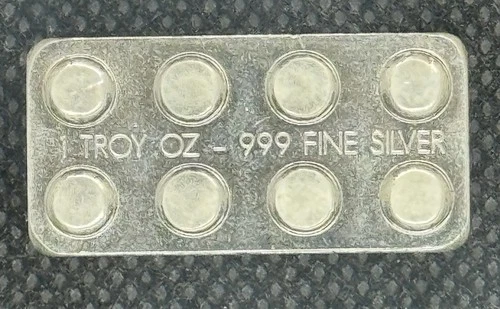 1 TROY OZ - 999 FINE SILVER